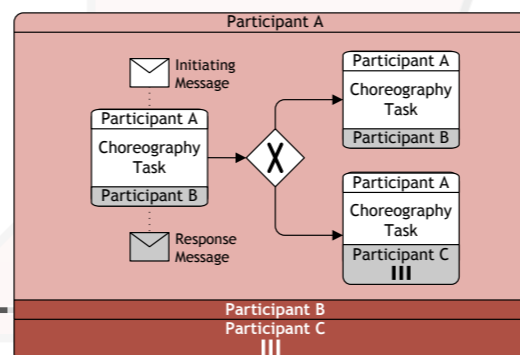 Participant A
Initiating
Message
Participant A
Choreography
Task
Participant B
Response
Message
X
Participant A
Choreography
Task
Participant B
Participant A
Choreography
Task
Participant C
Participant B
Participant C